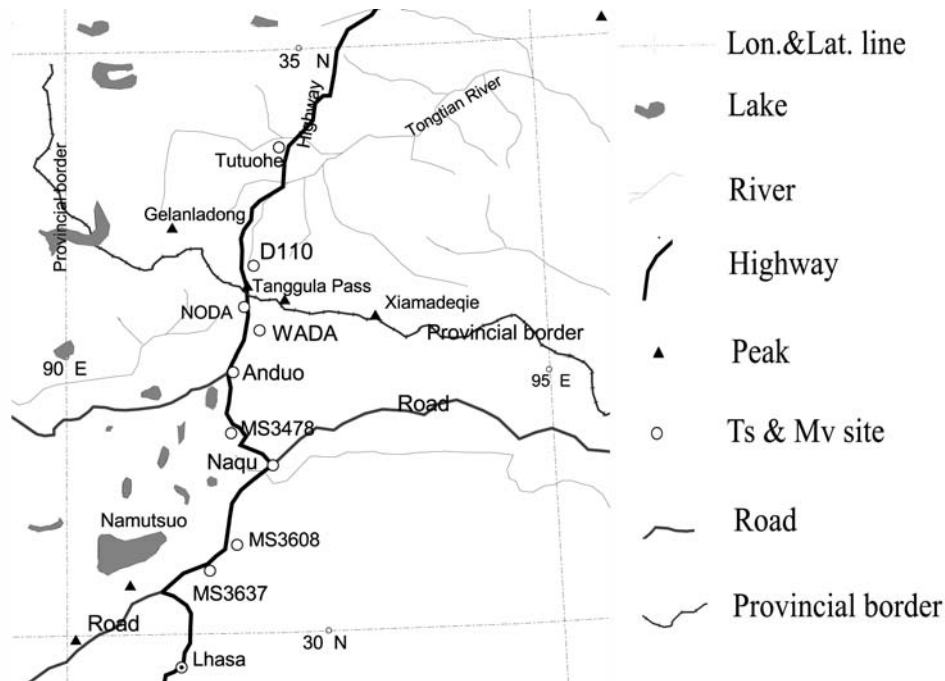 35 N
Highway
Tongtian River
Tutuohe
Provincial border
Gelanladong
D110
Tanggula Pass
NODA
Xiamadeqie
WADA
Provincial border
90 E
Anduo
95 E
Road
MS3478
Naqu
Namutsuo
MS3608
MS3637
Road
30 N
Lhasa
Lon.&Lat. line
Lake
River
Highway
Peak
Ts & Mv site
Road
Provincial border